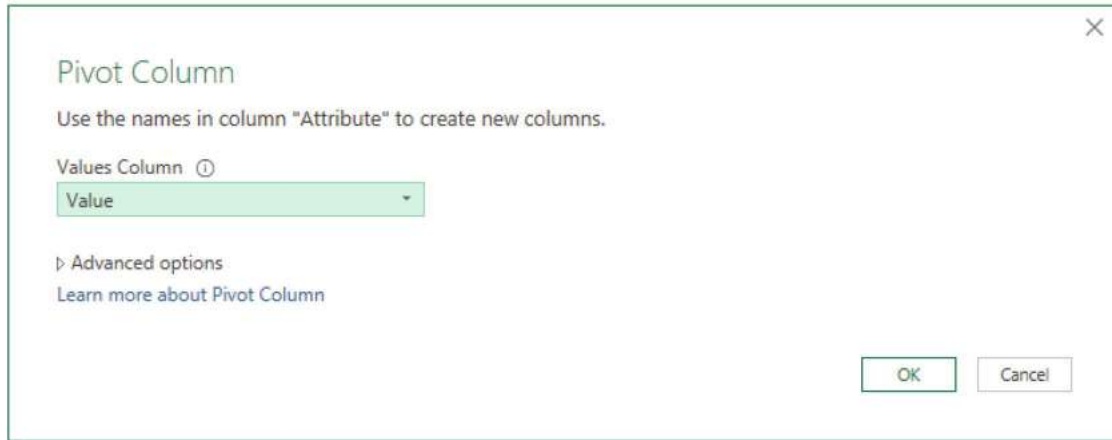 Pivot Column
Use the names in column "Attribute" to create new columns.
Values Column
Value
Advanced options
Learn more about Pivot Column
OK
Cancel